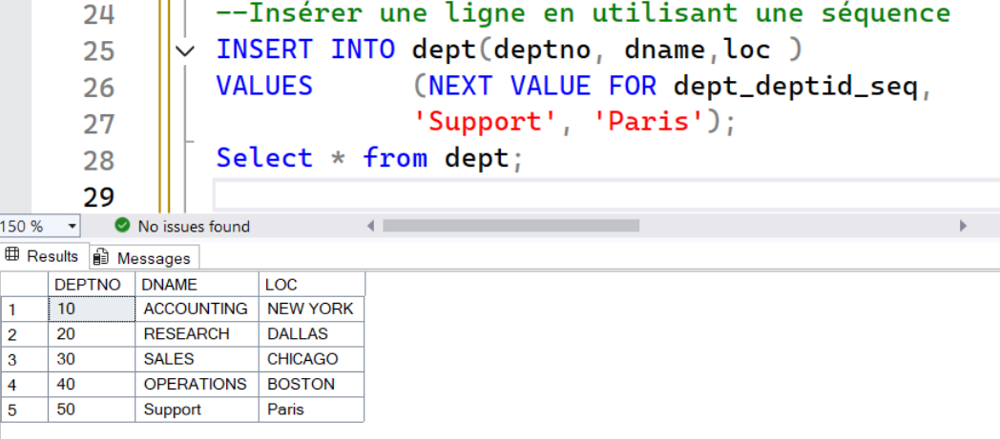 24 --Insérer une ligne en utilisant une séquence
25 INSERT INTO dept(deptno, dname,loc )
26 VALUES (NEXT VALUE FOR dept_deptid_seq,
27 'Support', 'Paris');
28 Select * from dept;
29
150 % No issues found
Results Messages
DEPTNO DNAME LOC
1 10 ACCOUNTING NEW YORK
2 20 RESEARCH DALLAS
3 30 SALES CHICAGO
4 40 OPERATIONS BOSTON
5 50 Support Paris